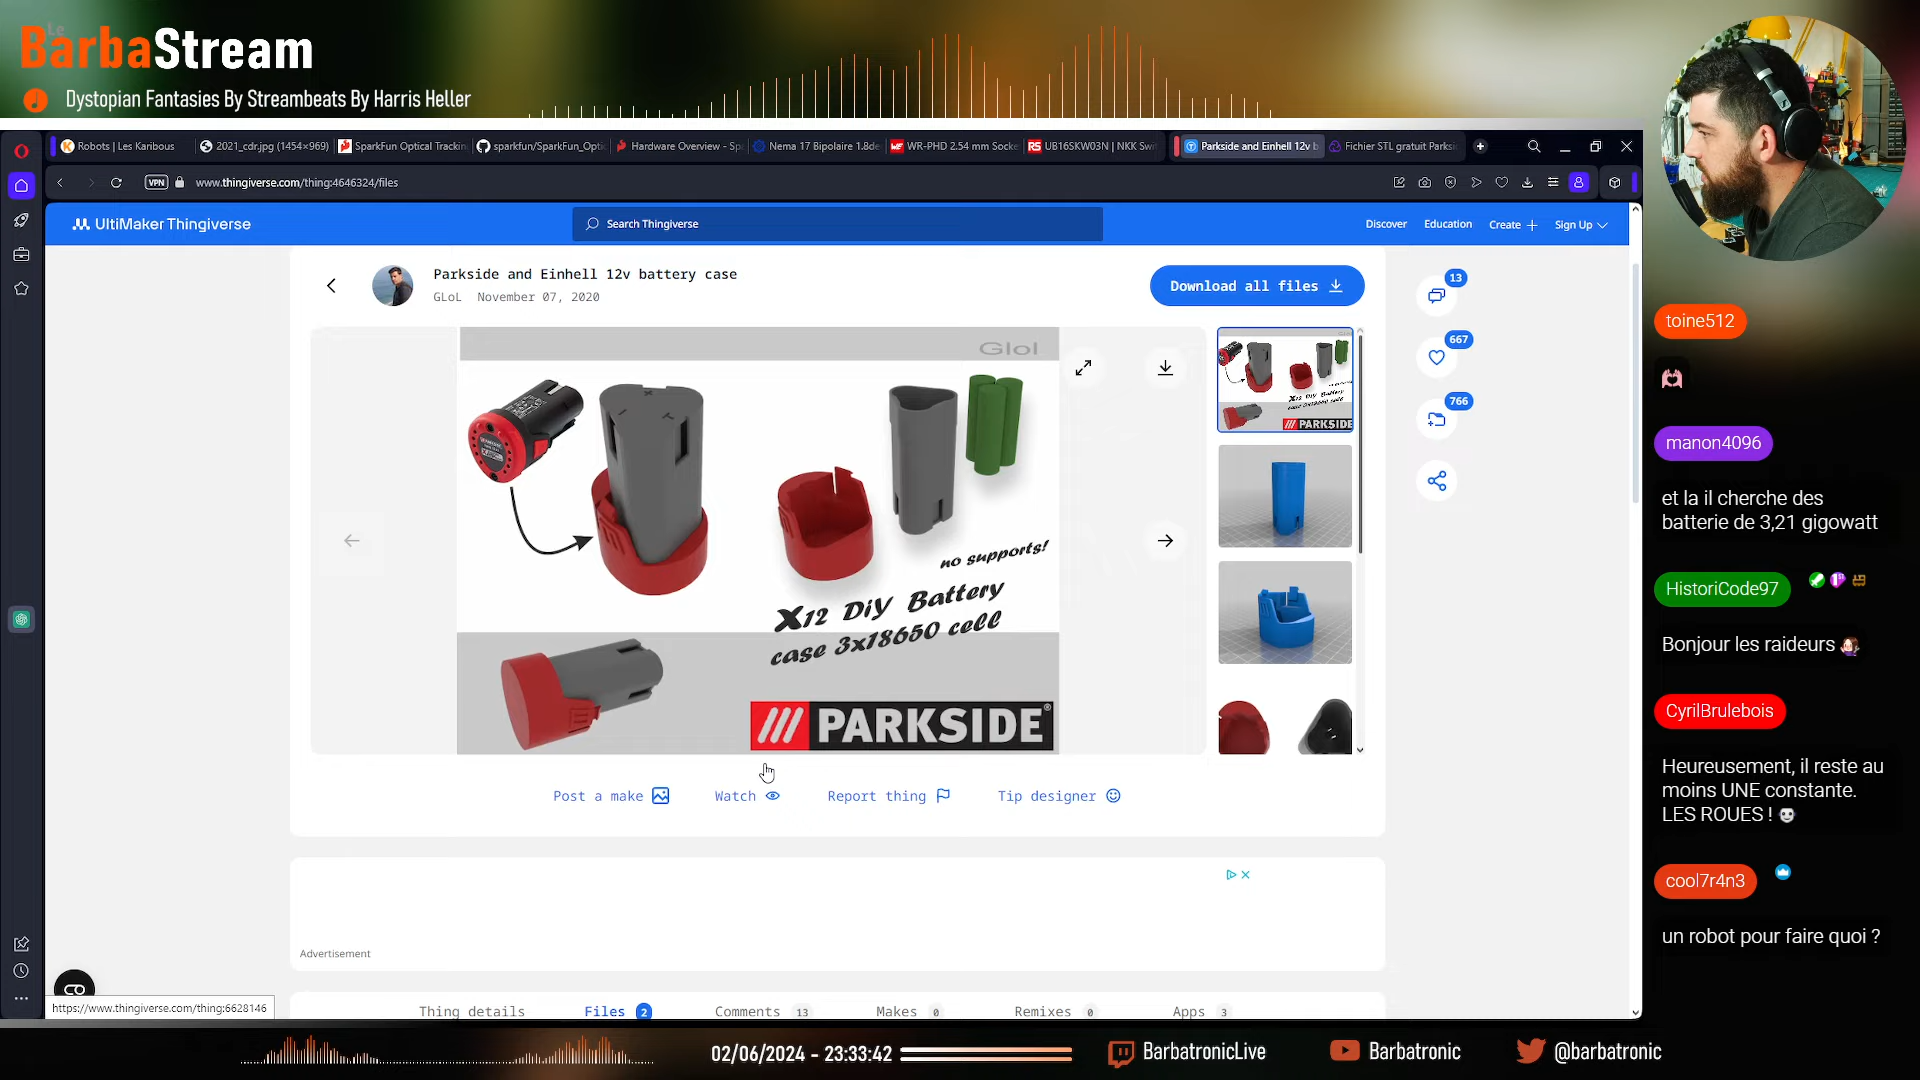 Le
BarbaStream
Dystopian Fantasies By Streambeats By Harris Heller
Robots | Les Karibous
2021_cdr.jpg (1454×969)
SparkFun Optical Trackin
sparkfun/SparkFun_Opti
Hardware Overview - Sp
Nema 17 Bipolaire 1.8de
WR-PHD 2.54 mm Socke
UB16SKW03N | NKK Swi
Parkside and Einhell 12v b
Fichier STL gratuit Parksi
VPN
www.thingiverse.com/thing:4646324/files
UltiMaker Thingiverse
Search Thingiverse
Discover
Education
Create
Sign Up
Parkside and Einhell 12v battery case
GLoL November 07, 2020
Download all files
13
667
766
Glol
no supports!
X12 DiY Battery
case 3x18650 cell
PARKSIDE
Post a make
Watch
Report thing
Tip designer
Advertisement
https://www.thingiverse.com/thing:6628146
Thing details
Files 2
Comments 13
Makes 0
Remixes 0
Apps 3
toine512
manon4096
et la il cherche des
batterie de 3,21 gigowatt
HistoriCode97
Bonjour les raideurs
CyrilBrulebois
Heureusement, il reste au
moins UNE constante.
LES ROUES !
cool7r4n3
un robot pour faire quoi ?
02/06/2024 - 23:33:42
BarbatronicLive
Barbatronic
@barbatronic